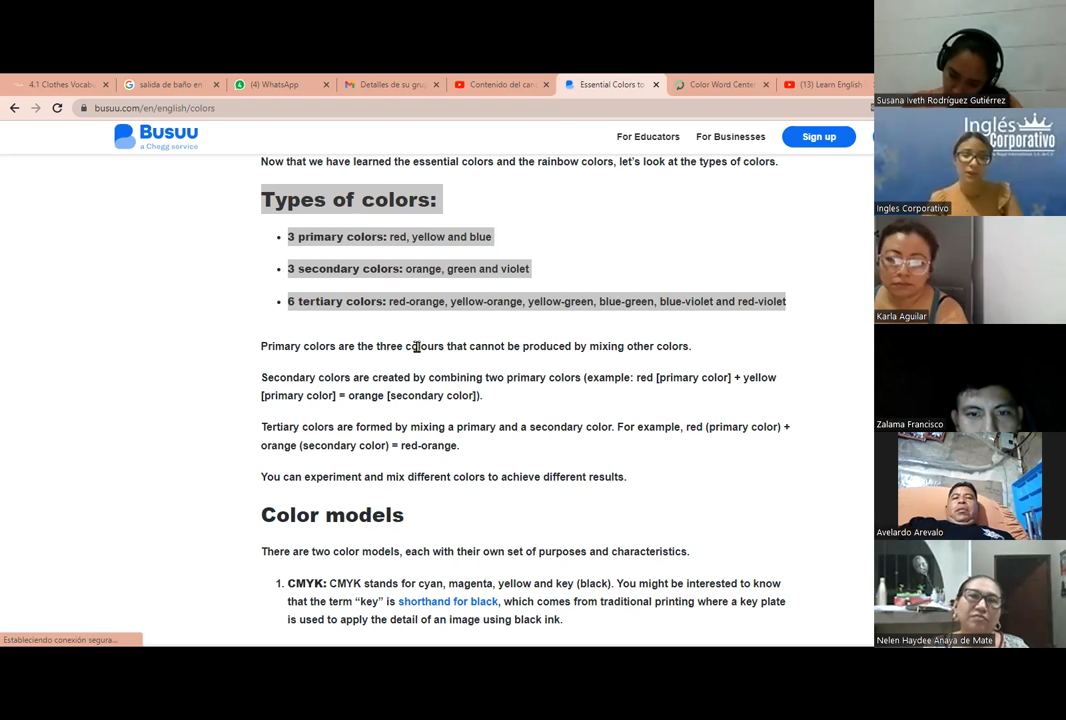 4.1 Clothes Vocabu
salida de baño en
(4) WhatsApp
Detalles de su gru
Contenido del car
Essential Colors to
Color Word Center
(13) Learn English
busuu.com/en/english/colors
Busuu
a Chegg service
For Educators
For Businesses
Sign up
Now that we have learned the essential colors and the rainbow colors, let's look at the types of colors.
Types of colors:
• 3 primary colors: red, yellow and blue
• 3 secondary colors: orange, green and violet
• 6 tertiary colors: red-orange, yellow-orange, yellow-green, blue-green, blue-violet and red-violet
Primary colors are the three colours that cannot be produced by mixing other colors.
Secondary colors are created by combining two primary colors (example: red [primary color] + yellow
[primary color] = orange [secondary color]).
Tertiary colors are formed by mixing a primary and a secondary color. For example, red (primary color) +
orange (secondary color) = red-orange.
You can experiment and mix different colors to achieve different results.
Color models
There are two color models, each with their own set of purposes and characteristics.
1. CMYK: CMYK stands for cyan, magenta, yellow and key (black). You might be interested to know
that the term “key” is shorthand for black, which comes from traditional printing where a key plate
is used to apply the detail of an image using black ink.
Estableciendo conexión segura...
Susana Iveth Rodríguez Gutiérrez
Inglés
Corporativo
Ingles Corporativo
Karla Aguilar
Zalama Francisco
Avelardo Arevalo
Nelen Haydee Anaya de Mate